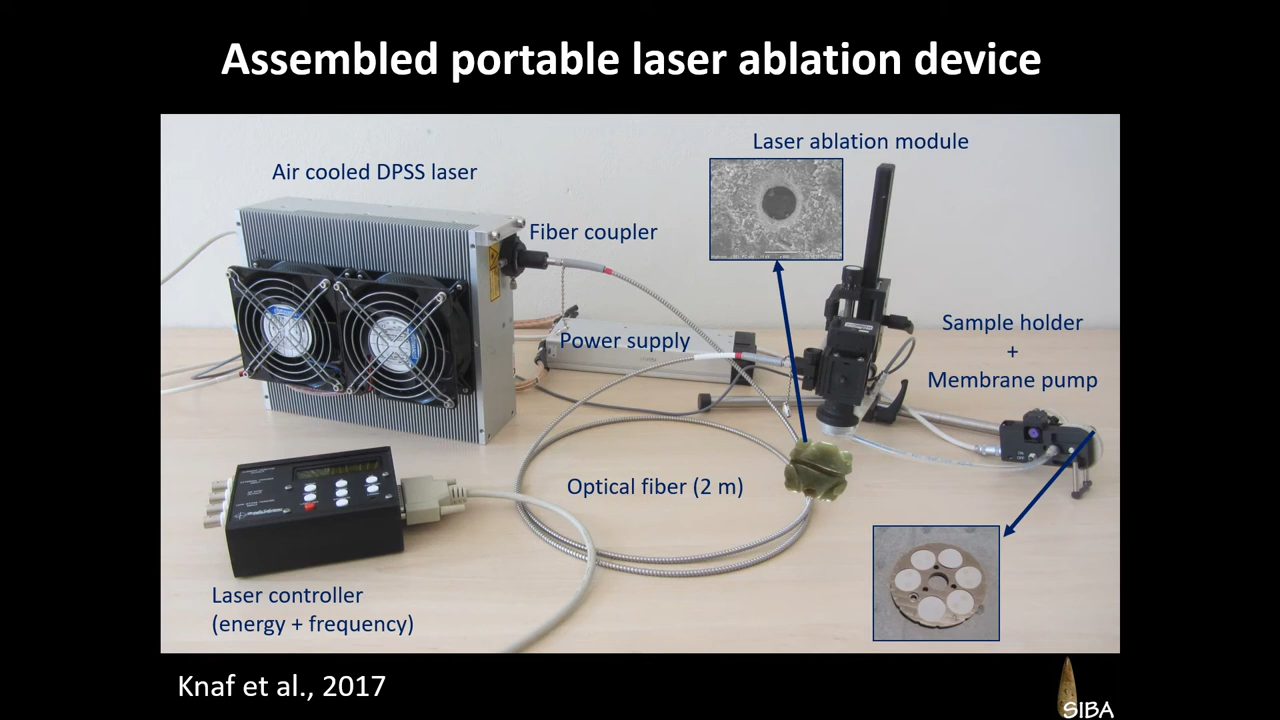 Assembled portable laser ablation device
Laser ablation module
Air cooled DPSS laser
Fiber coupler
Power supply
Sample holder
+
Membrane pump
Optical fiber (2 m)
Laser controller
(energy + frequency)
Knaf et al., 2017
SIBA